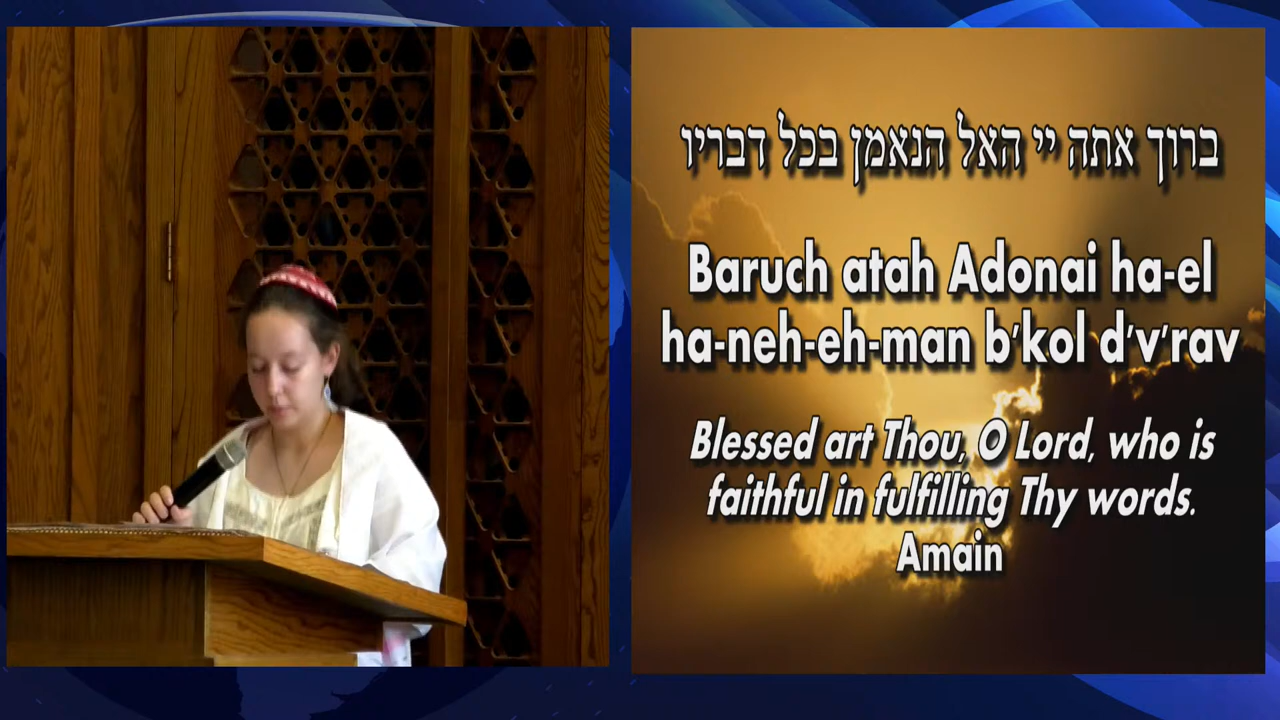 ברוך אתה יי האל הנאמן בכל דבריו
Baruch atah Adonai ha-el
ha-neh-eh-man b'kol d'v'rav
Blessed art Thou, O Lord, who is
faithful in fulfilling Thy words.
Amain